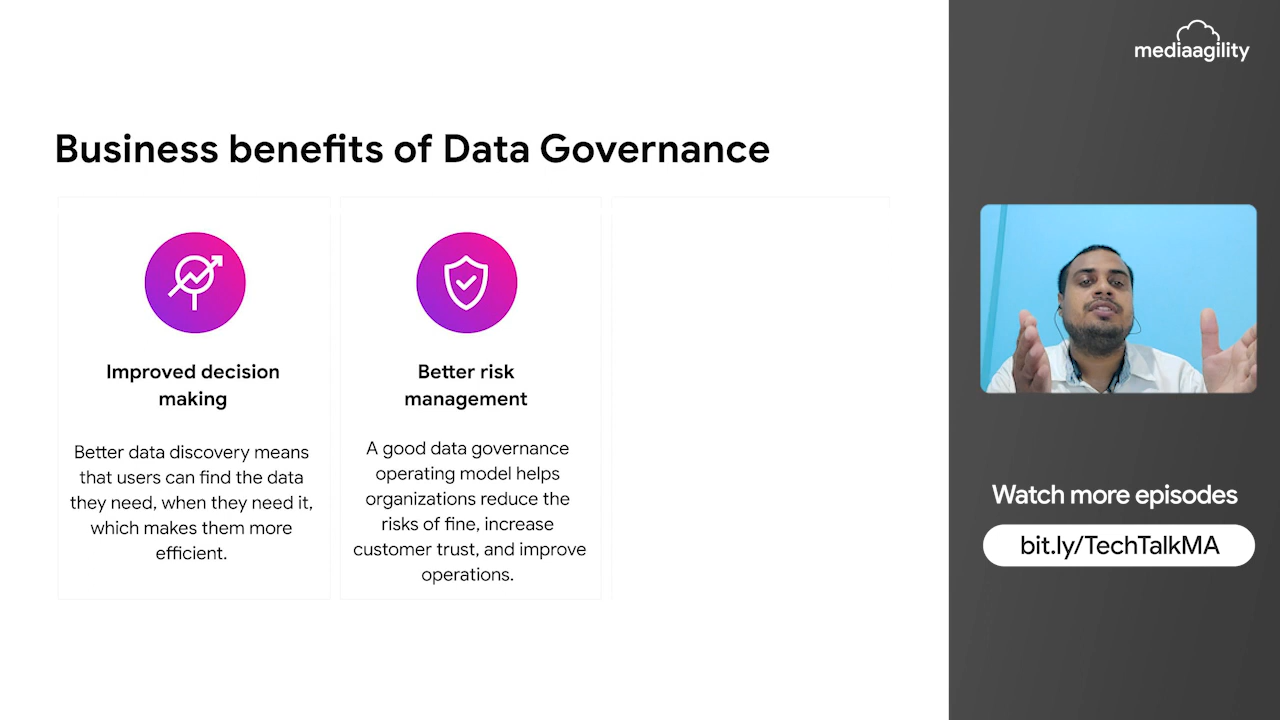 mediaagility
Business benefits of Data Governance
Improved decision
making
Better data discovery means
that users can find the data
they need, when they need it,
which makes them more
efficient.
Better risk
management
A good data governance
operating model helps
organizations reduce the
risks of fine, increase
customer trust, and improve
operations.
Watch more episodes
bit.ly/TechTalkMA